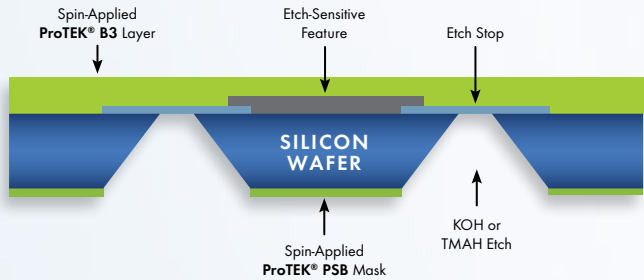 Spin-Applied
ProTEK® B3 Layer
Etch-Sensitive
Feature
Etch Stop
SILICON
WAFER
Spin-Applied
ProTEK® PSB Mask
KOH or
TMAH Etch